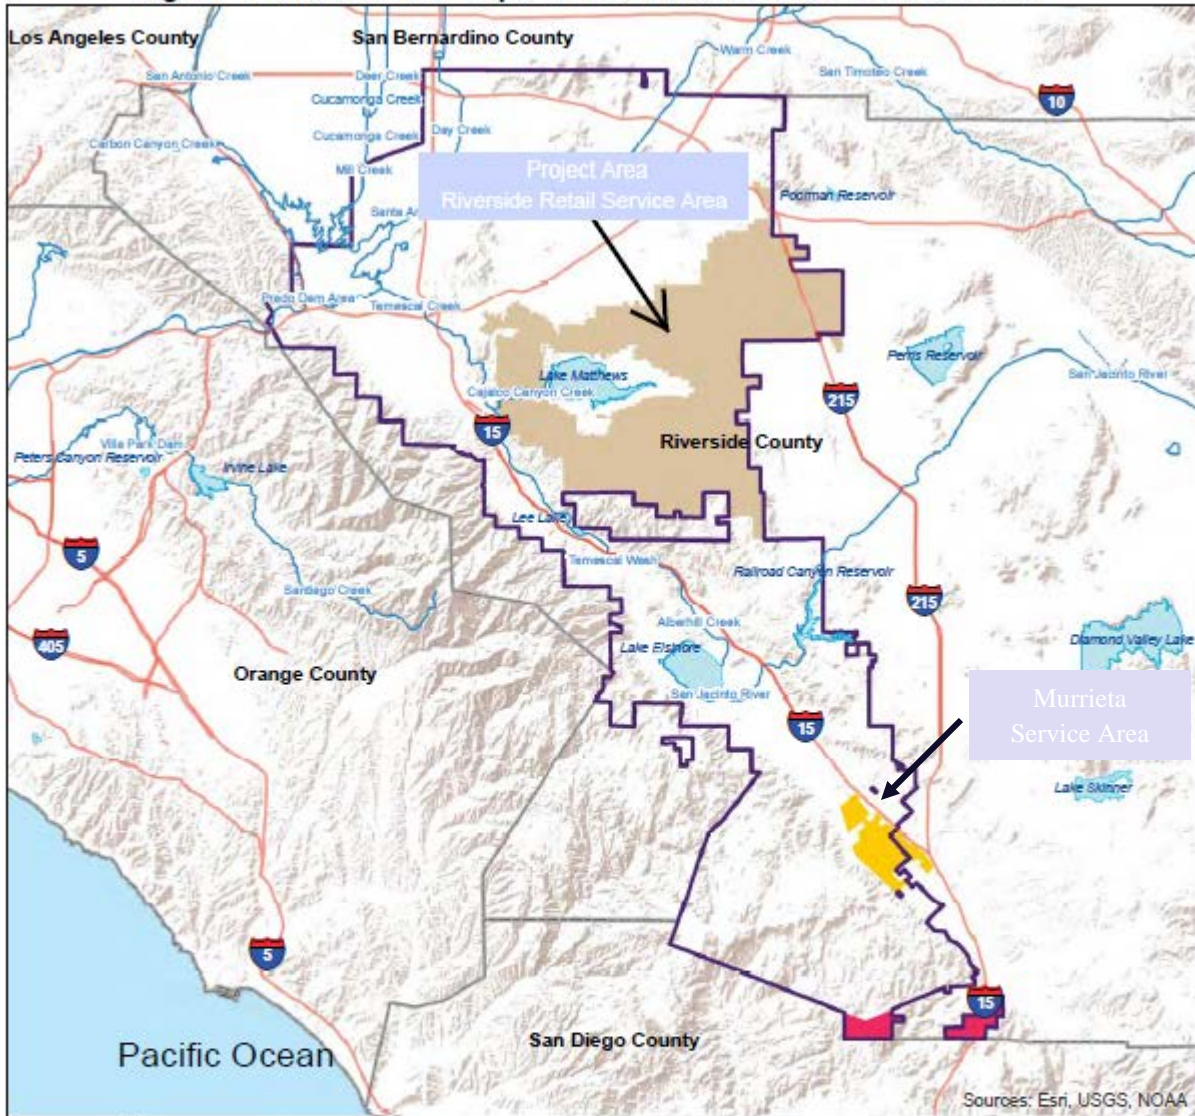 Los Angeles County
San Bernardino County
Warm Creek
San Antonio Creek
Deer Creek
San Timoteo Creek
10
Cucamonga Creek
Cucamonga Creek
Day Creek
Carbon Canyon Creek
Mill Creek
Project Area
Riverside Retail Service Area
Poorman Reservoir
Santa
Prado Dam Area
Temescal Creek
Perris Reservoir
San Jacinto River
Lake Matthews
Cajalco Canyon Creek
215
15
Riverside County
Villa Park Dam
Peters Canyon Reservoir
Irvine Lake
Lee Lake
5
Temescal Wash
Railroad Canyon Reservoir
Santiago Creek
215
Alberhill Creek
405
Lake Elsinore
Diamond Valley Lake
Orange County
San Jacinto River
Murrieta
Service Area
15
Lake Skinner
5
15
San Diego County
Pacific Ocean
Sources: Esri, USGS, NOAA